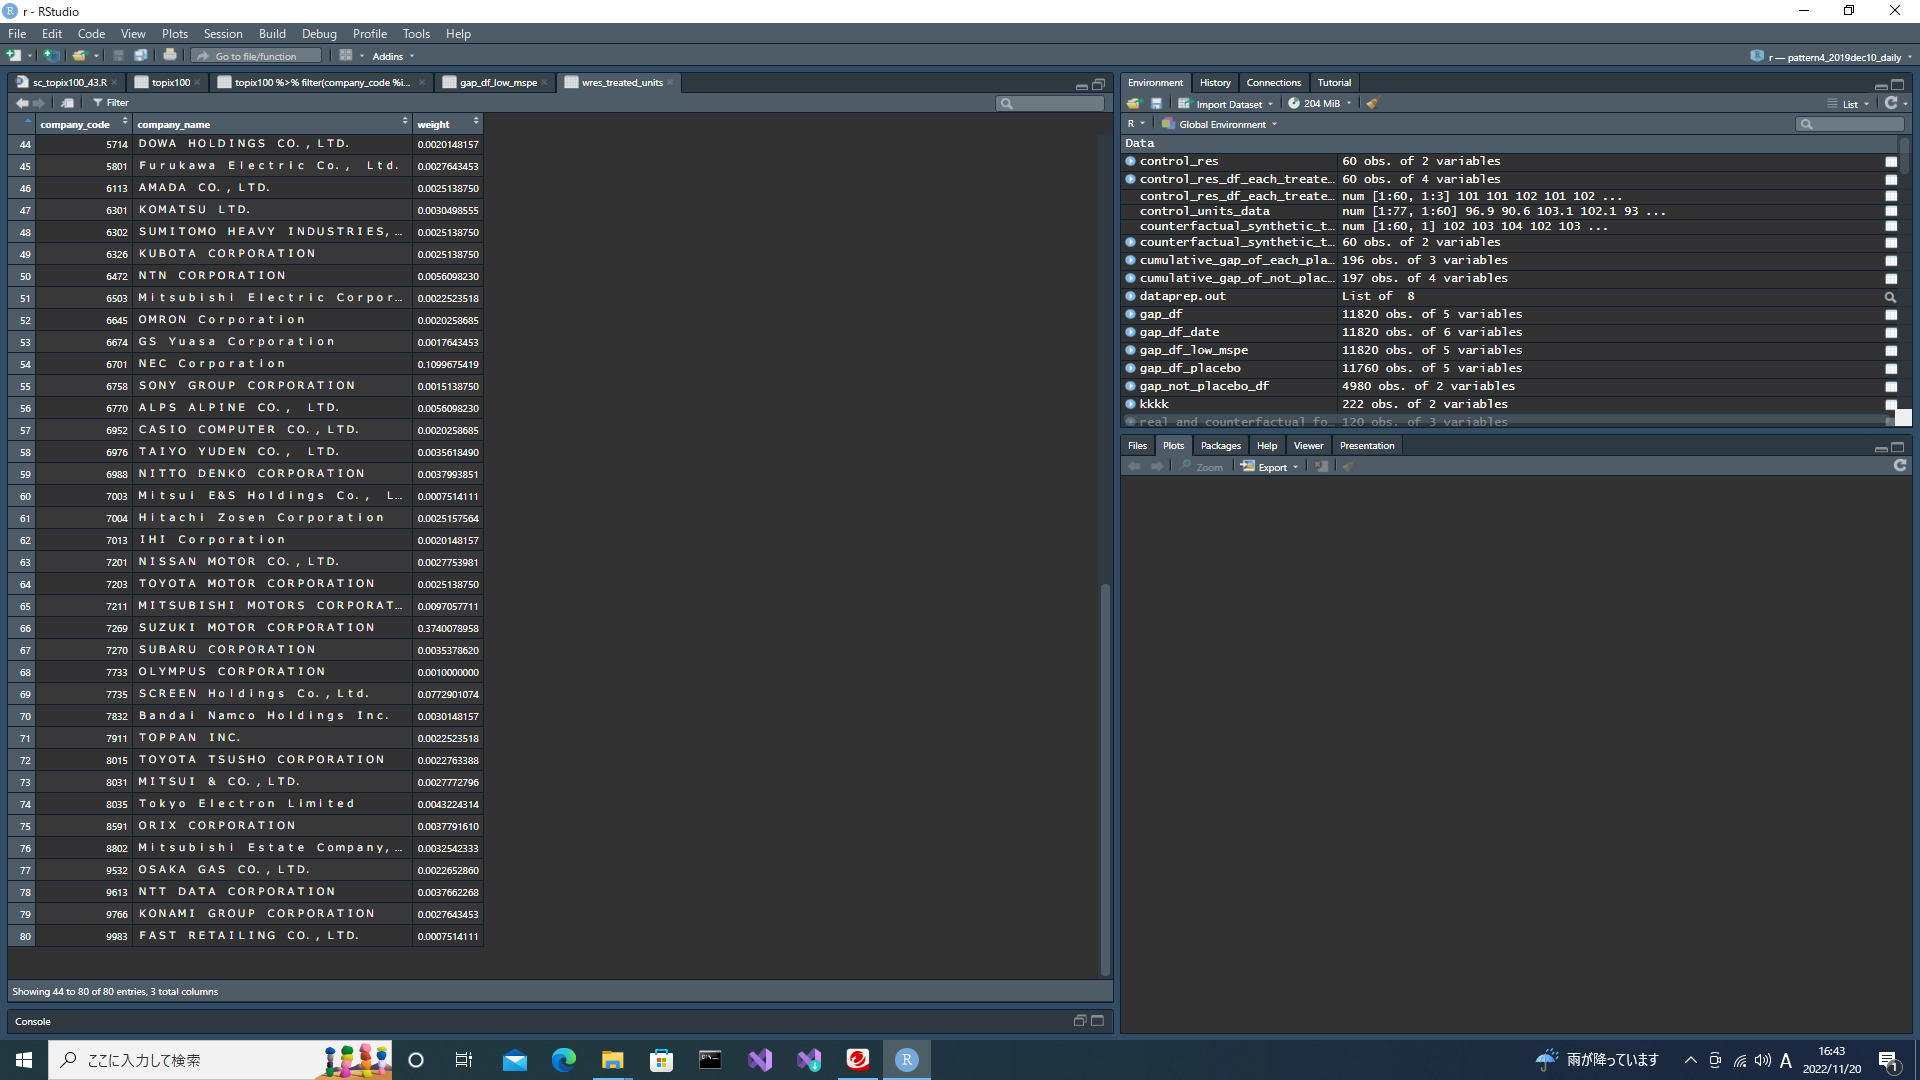 r - RStudio
File Edit Code View Plots Session Build Debug Profile Tools Help
Go to file/function Addins r — pattern4_2019dec10_daily
sc_topix100_43.R topix100 topix100 %>% filter(company_code %i... gap_df_low_mspe wres_treated_units
Filter
company_code company_name weight
44 5714 DOWA HOLDINGS CO.,LTD. 0.0020148157
45 5801 Furukawa Electric Co., Ltd. 0.0027643453
46 6113 AMADA CO.,LTD. 0.0025138750
47 6301 KOMATSU LTD. 0.0030498555
48 6302 SUMITOMO HEAVY INDUSTRIES,... 0.0025138750
49 6326 KUBOTA CORPORATION 0.0025138750
50 6472 NTN CORPORATION 0.0056098230
51 6503 Mitsubishi Electric Corpor... 0.0022523518
52 6645 OMRON Corporation 0.0020258685
53 6674 GS Yuasa Corporation 0.0017643453
54 6701 NEC Corporation 0.1099675419
55 6758 SONY GROUP CORPORATION 0.0015138750
56 6770 ALPS ALPINE CO., LTD. 0.0056098230
57 6952 CASIO COMPUTER CO.,LTD. 0.0020258685
58 6976 TAIYO YUDEN CO., LTD. 0.0035618490
59 6988 NITTO DENKO CORPORATION 0.0037993851
60 7003 Mitsui E&S Holdings Co., L... 0.0007514111
61 7004 Hitachi Zosen Corporation 0.0025157564
62 7013 IHI Corporation 0.0020148157
63 7201 NISSAN MOTOR CO.,LTD. 0.0027753981
64 7203 TOYOTA MOTOR CORPORATION 0.0025138750
65 7211 MITSUBISHI MOTORS CORPORAT... 0.0097057711
66 7269 SUZUKI MOTOR CORPORATION 0.3740078958
67 7270 SUBARU CORPORATION 0.0035378620
68 7733 OLYMPUS CORPORATION 0.0010000000
69 7735 SCREEN Holdings Co.,Ltd. 0.0772901074
70 7832 Bandai Namco Holdings Inc. 0.0030148157
71 7911 TOPPAN INC. 0.0022523518
72 8015 TOYOTA TSUSHO CORPORATION 0.0022763388
73 8031 MITSUI & CO.,LTD. 0.0027772796
74 8035 Tokyo Electron Limited 0.0043224314
75 8591 ORIX CORPORATION 0.0037791610
76 8802 Mitsubishi Estate Company,... 0.0032542333
77 9532 OSAKA GAS CO.,LTD. 0.0022652860
78 9613 NTT DATA CORPORATION 0.0037662268
79 9766 KONAMI GROUP CORPORATION 0.0027643453
80 9983 FAST RETAILING CO.,LTD. 0.0007514111
Showing 44 to 80 of 80 entries, 3 total columns
Console
Environment History Connections Tutorial
Import Dataset 204 MiB List
R Global Environment
Data
control_res 60 obs. of 2 variables
control_res_df_each_treate... 60 obs. of 4 variables
control_res_df_each_treate... num [1:60, 1:3] 101 101 102 101 102 ...
control_units_data num [1:77, 1:60] 96.9 90.6 103.1 102.1 93 ...
counterfactual_synthetic_t... num [1:60, 1] 102 103 104 102 103 ...
counterfactual_synthetic_t... 60 obs. of 2 variables
cumulative_gap_of_each_pla... 196 obs. of 3 variables
cumulative_gap_of_not_plac... 197 obs. of 4 variables
dataprep.out List of 8
gap_df 11820 obs. of 5 variables
gap_df_date 11820 obs. of 6 variables
gap_df_low_mspe 11820 obs. of 5 variables
gap_df_placebo 11760 obs. of 5 variables
gap_not_placebo_df 4980 obs. of 2 variables
kkkk 222 obs. of 2 variables
real and counterfactual fo... 120 obs. of 3 variables
Files Plots Packages Help Viewer Presentation
Zoom Export
ここに入力して検索
雨が降っています A 16:43
2022/11/20 1